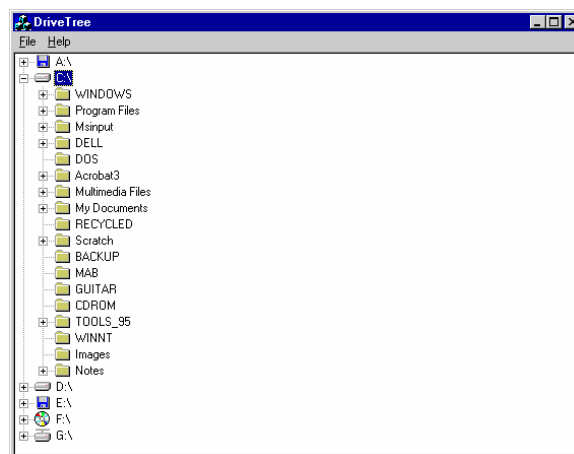 DriveTree
File Help
A:\
C:\
WINDOWS
Program Files
Msinput
DELL
DOS
Acrobat3
Multimedia Files
My Documents
RECYCLED
Scratch
BACKUP
MAB
GUITAR
CDROM
TOOLS_95
WINNT
Images
Notes
D:\
E:\
F:\
G:\